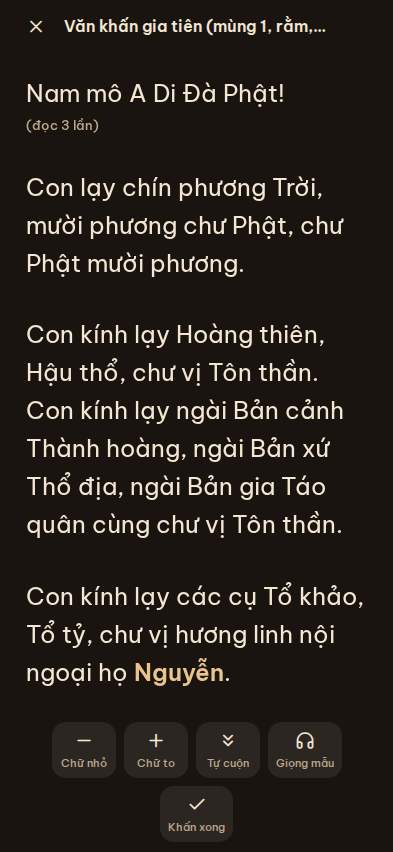 Văn khấn gia tiên (mùng 1, rằm,...
Nam mô A Di Đà Phật!
(đọc 3 lần)
Con lạy chín phương Trời,
mười phương chư Phật, chư
Phật mười phương.
Con kính lạy Hoàng thiên,
Hậu thổ, chư vị Tôn thần.
Con kính lạy ngài Bản cảnh
Thành hoàng, ngài Bản xứ
Thổ địa, ngài Bản gia Táo
quân cùng chư vị Tôn thần.
Con kính lạy các cụ Tổ khảo,
Tổ tỷ, chư vị hương linh nội
ngoại họ Nguyễn.
Chữ nhỏ
Chữ to
Tự cuộn
Giọng mẫu
Khấn xong